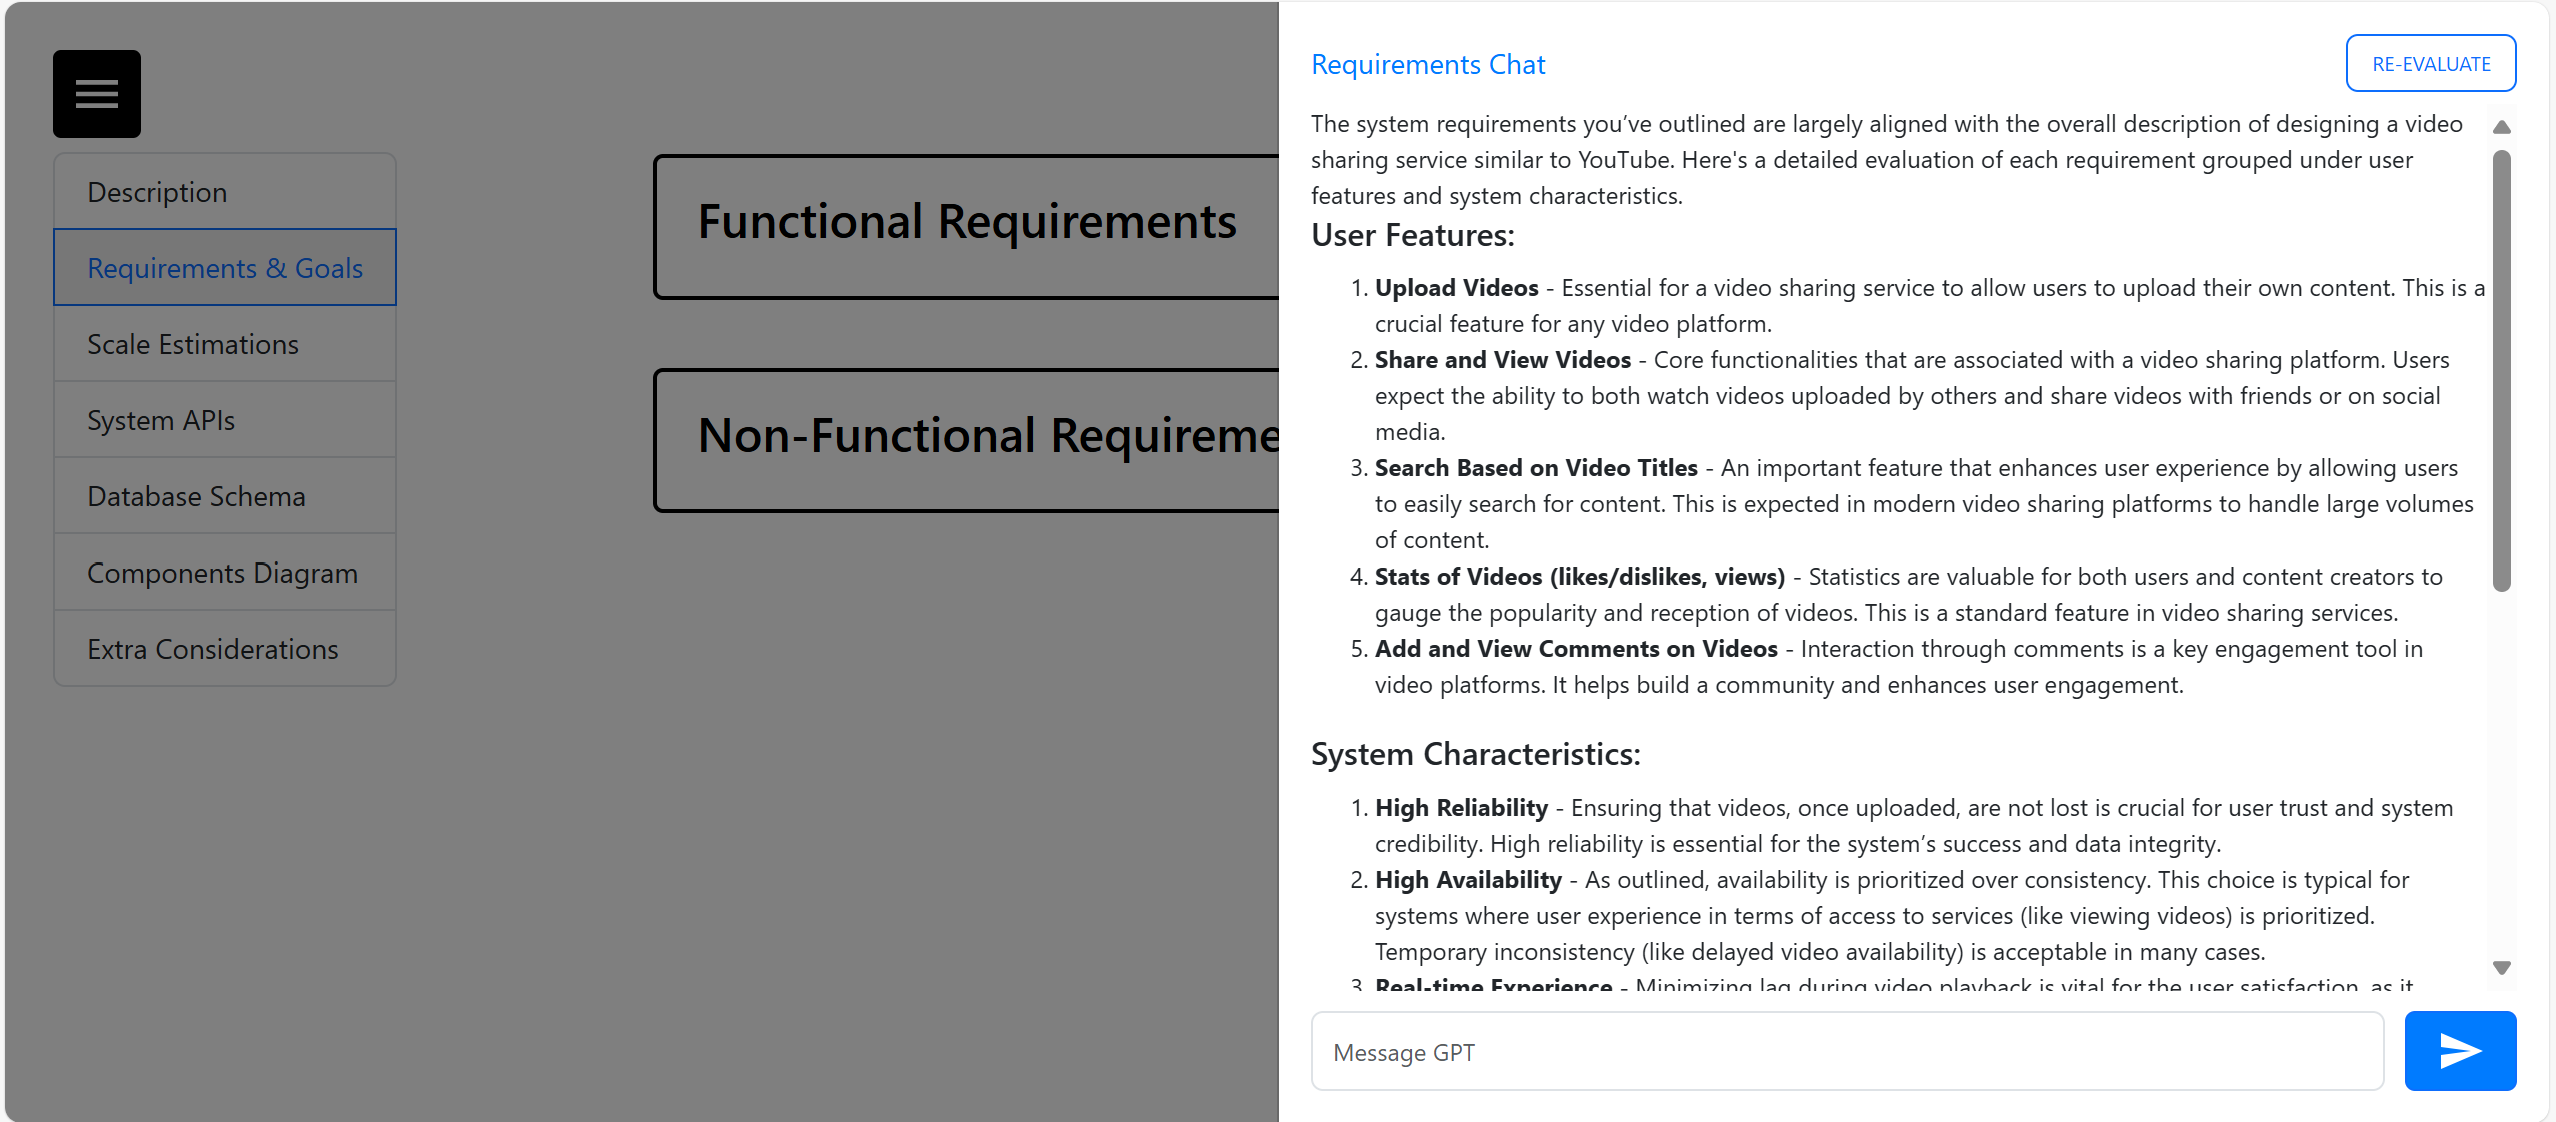 Description
Requirements & Goals
Scale Estimations
System APIs
Database Schema
Components Diagram
Extra Considerations
Functional Requirements
Non-Functional Requireme
Requirements Chat
RE-EVALUATE
The system requirements you’ve outlined are largely aligned with the overall description of designing a video
sharing service similar to YouTube. Here's a detailed evaluation of each requirement grouped under user
features and system characteristics.
User Features:
1. Upload Videos - Essential for a video sharing service to allow users to upload their own content. This is a
crucial feature for any video platform.
2. Share and View Videos - Core functionalities that are associated with a video sharing platform. Users
expect the ability to both watch videos uploaded by others and share videos with friends or on social
media.
3. Search Based on Video Titles - An important feature that enhances user experience by allowing users
to easily search for content. This is expected in modern video sharing platforms to handle large volumes
of content.
4. Stats of Videos (likes/dislikes, views) - Statistics are valuable for both users and content creators to
gauge the popularity and reception of videos. This is a standard feature in video sharing services.
5. Add and View Comments on Videos - Interaction through comments is a key engagement tool in
video platforms. It helps build a community and enhances user engagement.
System Characteristics:
1. High Reliability - Ensuring that videos, once uploaded, are not lost is crucial for user trust and system
credibility. High reliability is essential for the system’s success and data integrity.
2. High Availability - As outlined, availability is prioritized over consistency. This choice is typical for
systems where user experience in terms of access to services (like viewing videos) is prioritized.
Temporary inconsistency (like delayed video availability) is acceptable in many cases.
3. Real-time Experience - Minimizing lag during video playback is vital for the user satisfaction, as it
Message GPT